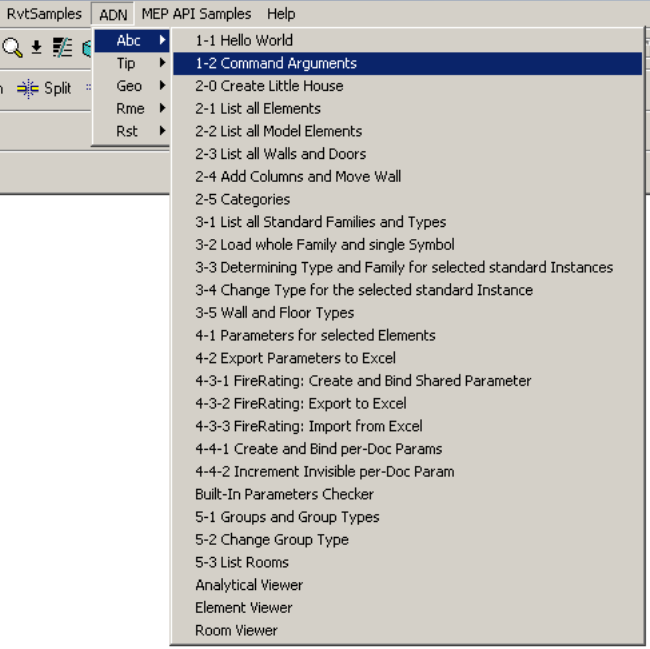 RvtSamples ADN MEP API Samples Help
Abc
Tip
Geo
Rme
Rst
Split
1-1 Hello World
1-2 Command Arguments
2-0 Create Little House
2-1 List all Elements
2-2 List all Model Elements
2-3 List all Walls and Doors
2-4 Add Columns and Move Wall
2-5 Categories
3-1 List all Standard Families and Types
3-2 Load whole Family and single Symbol
3-3 Determining Type and Family for selected standard Instances
3-4 Change Type for the selected standard Instance
3-5 Wall and Floor Types
4-1 Parameters for selected Elements
4-2 Export Parameters to Excel
4-3-1 FireRating: Create and Bind Shared Parameter
4-3-2 FireRating: Export to Excel
4-3-3 FireRating: Import from Excel
4-4-1 Create and Bind per-Doc Params
4-4-2 Increment Invisible per-Doc Param
Built-In Parameters Checker
5-1 Groups and Group Types
5-2 Change Group Type
5-3 List Rooms
Analytical Viewer
Element Viewer
Room Viewer